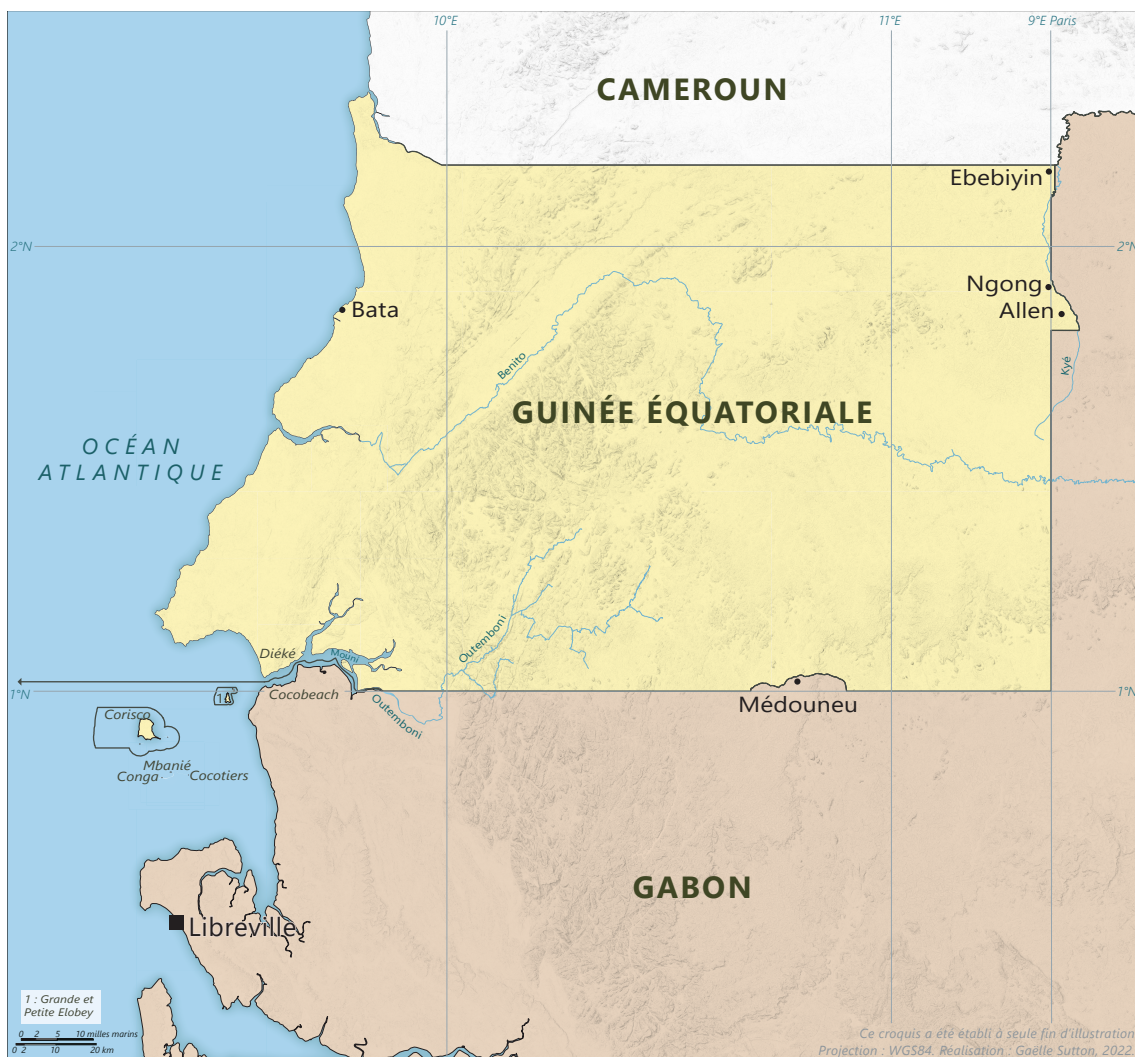 10°E
11°E
9°E Paris
CAMEROUN
Ebebiyin
2°N
2°N
Ngong
Allen
Bata
Benito
Kyé
GUINÉE ÉQUATORIALE
OCÉAN
ATLANTIQUE
Outemboni
Diéké
Mouni
1°N
Cocobeach
1°N
1
Outemboni
Médouneu
Corisco
Mbanié
Conga
Cocotiers
GABON
Libreville
1 : Grande et
Petite Elobey
0 2 5 10 milles marins
0 2 10 20 km
Ce croquis a été établi à seule fin d'illustration
Projection : WGS84. Réalisation : Gaëlle Sutton, 2022